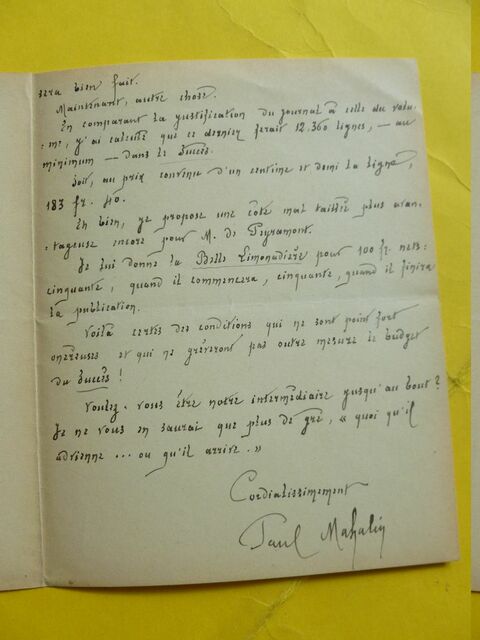 sera bien fait.
Maintenant, autre chose.
En comparant la justification du journal à celle du volu-
=me, j'ai calculé que ce dernier ferait 12.360 lignes, — au
minimum — dans le Succès.
Soit, au prix convenu d'un centime et demi la ligne,
183 fr. 40.
Eh bien, je propose une côte mal taillée plus avan-
=tageuse encore pour M. de Peyramont.
Je lui donne la Belle Limonadière pour 100 fr. nets:
cinquante, quand il commencera, cinquante, quand il finira
la publication.
Voilà certes des conditions qui ne sont point fort
onéreuses et qui ne grèveront pas outre mesure le budget
du Succès !
Voulez-vous être notre intermédiaire jusqu'au bout ?
Je ne vous en saurai que plus de gré, « quoi qu'il
advienne ... ou qu'il arrive. »
Cordialissimement
Paul Mahalin